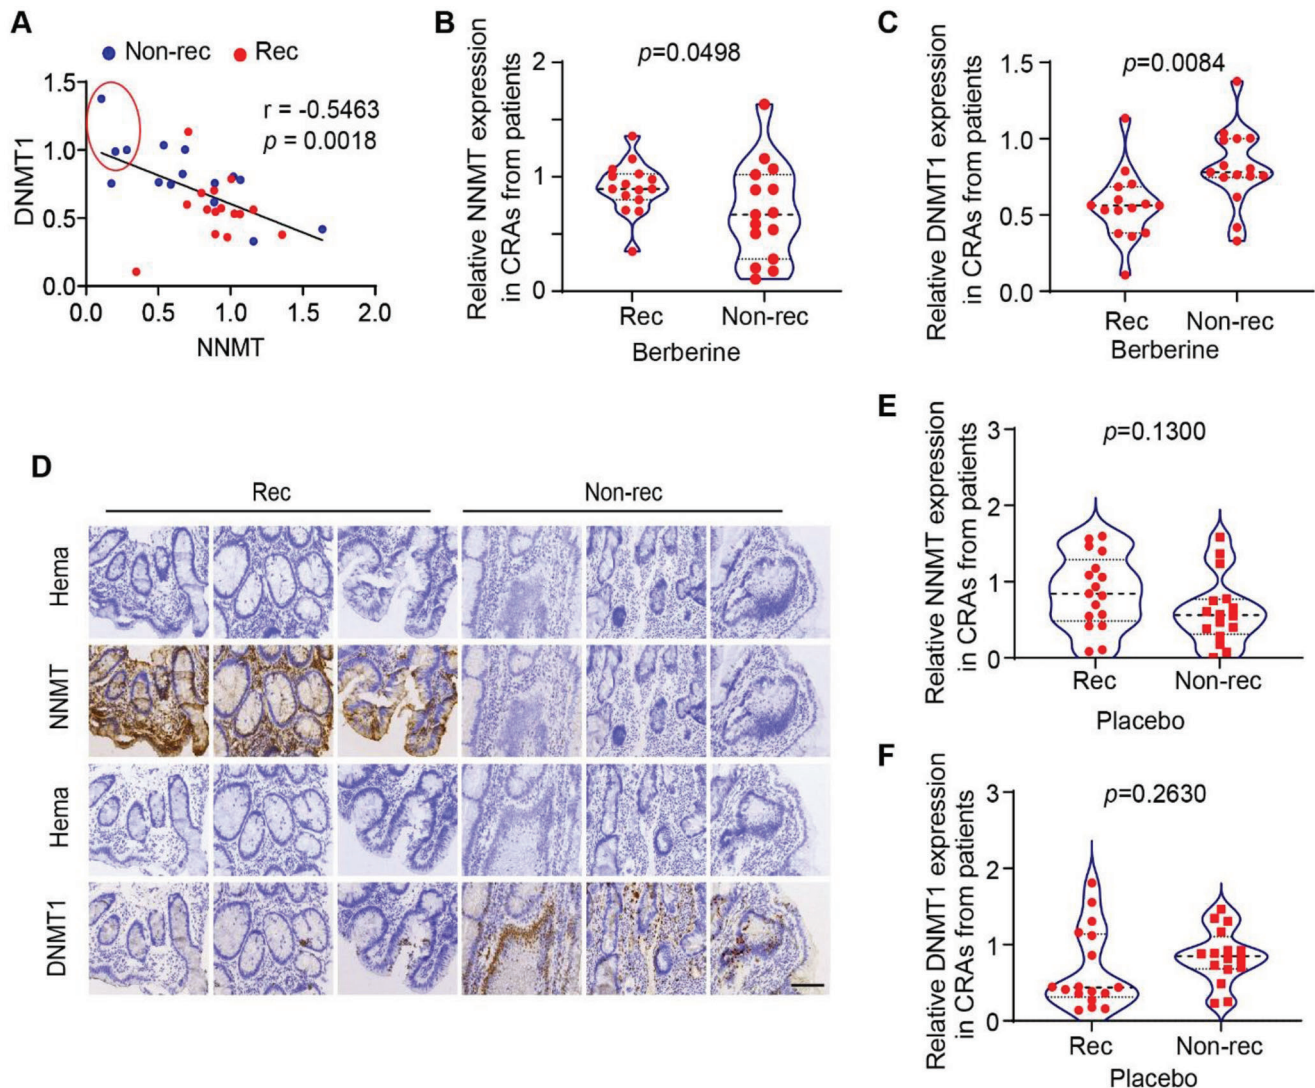 A
Non-rec
Rec
1.5
1.0
0.5
0.0
DNMT1
r = -0.5463
p = 0.0018
0.0
0.5
1.0
1.5
2.0
NNMT
B
Relative NNMT expression
in CRAs from patients
p=0.0498
2
1
0
Rec
Non-rec
Berberine
C
Relative DNMT1 expression
in CRAs from patients
p=0.0084
1.5
1.0
0.5
0.0
Rec
Non-rec
Berberine
D
Rec
Non-rec
Hema
NNMT
Hema
DNMT1
E
Relative NNMT expression
in CRAs from patients
p=0.1300
3
2
1
0
Rec
Non-rec
Placebo
F
Relative DNMT1 expression
in CRAs from patients
p=0.2630
3
2
1
0
Rec
Non-rec
Placebo